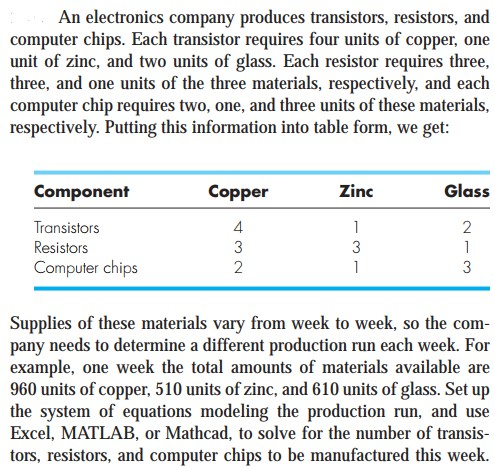 An electronics company produces transistors, resistors, and
computer chips. Each transistor requires four units of copper, one
unit of zinc, and two units of glass. Each resistor requires three,
three, and one units of the three materials, respectively, and each
computer chip requires two, one, and three units of these materials,
respectively. Putting this information into table form, we get:
Component Copper Zinc Glass
Transistors 4 1 2
Resistors 3 3 1
Computer chips 2 1 3
Supplies of these materials vary from week to week, so the com-
pany needs to determine a different production run each week. For
example, one week the total amounts of materials available are
960 units of copper, 510 units of zinc, and 610 units of glass. Set up
the system of equations modeling the production run, and use
Excel, MATLAB, or Mathcad, to solve for the number of transis-
tors, resistors, and computer chips to be manufactured this week.